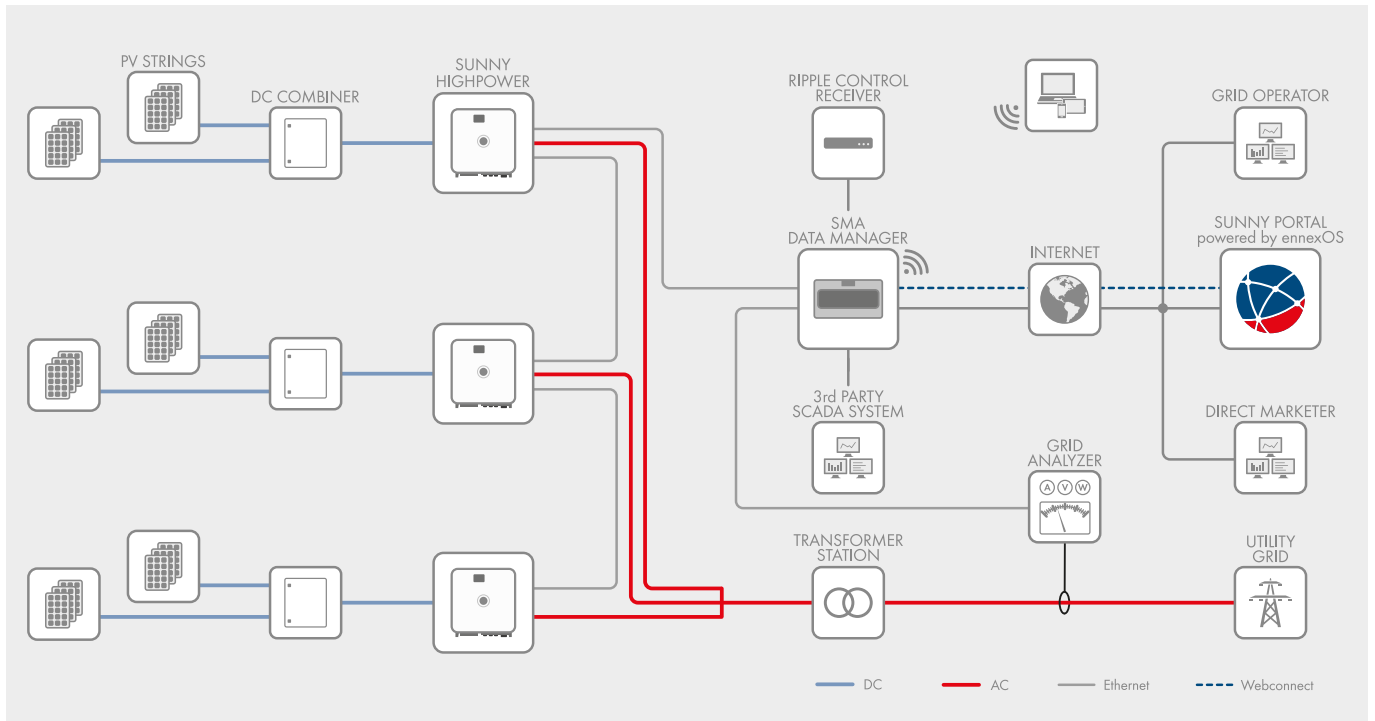 PV STRINGS
DC COMBINER
SUNNY
HIGHPOWER
RIPPLE CONTROL
RECEIVER
GRID OPERATOR
SMA
DATA MANAGER
INTERNET
SUNNY PORTAL
powered by ennexOS
3rd PARTY
SCADA SYSTEM
GRID
ANALYZER
A V W
DIRECT MARKETER
TRANSFORMER
STATION
UTILITY
GRID
DC
AC
Ethernet
Webconnect